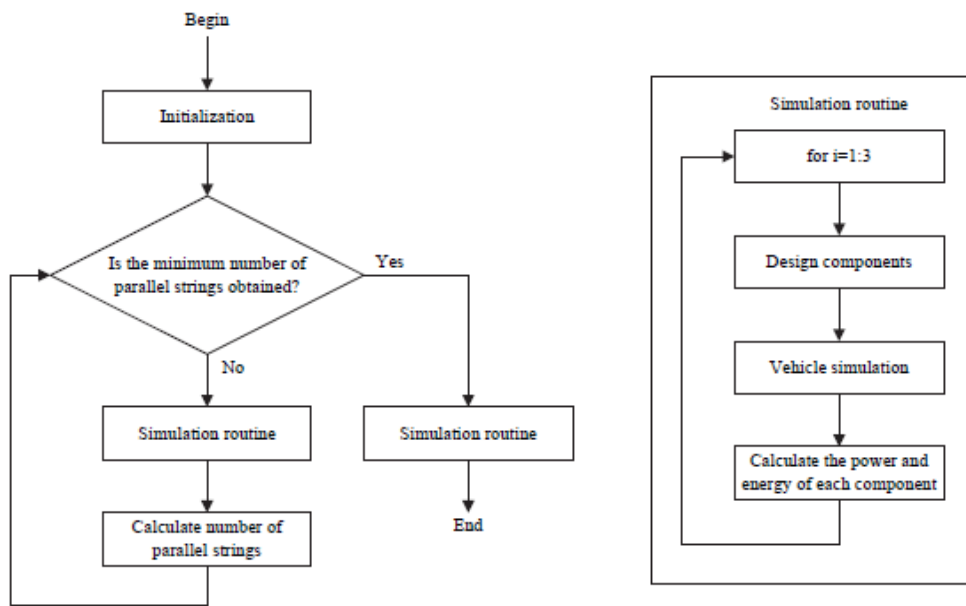 Begin
Initialization
Is the minimum number of
parallel strings obtained?
Yes
No
Simulation routine
Simulation routine
Calculate number of
parallel strings
End
Simulation routine
for i=1:3
Design components
Vehicle simulation
Calculate the power and
energy of each component